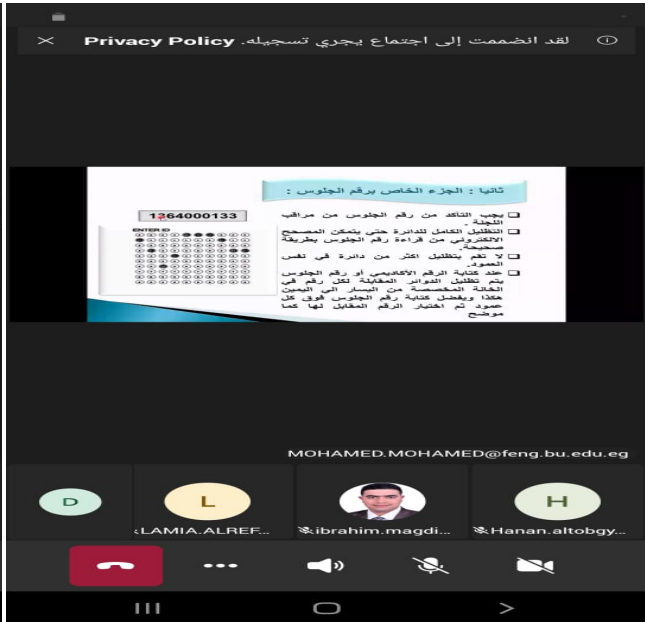 لقد انضممت إلى اجتماع يجري تسجيله. Privacy Policy
ثانيا : الجزء الخاص برقم الجلوس :
1364000133
ENTER ID
يجب التأكد من رقم الجلوس من مراقب
اللجنة .
التظليل الكامل للدائرة حتى يتمكن المصحح
الالكتروني من قراءة رقم الجلوس بطريقة
صحيحة.
لا تقم بتظليل اكثر من دائرة في نفس
العمود.
عند كتابة الرقم الأكاديمي أو رقم الجلوس
يتم تظليل الدوائر المقابلة لكل رقم في
الخانة المخصصة من اليسار الي اليمين
هكذا ويفضل كتابة رقم الجلوس فوق كل
عمود ثم اختيار الرقم المقابل لها كما
موضح
MOHAMED.MOHAMED@feng.bu.edu.eg
D
L
H
LAMIA.ALREF...
ibrahim.magdi...
Hanan.altobgy...